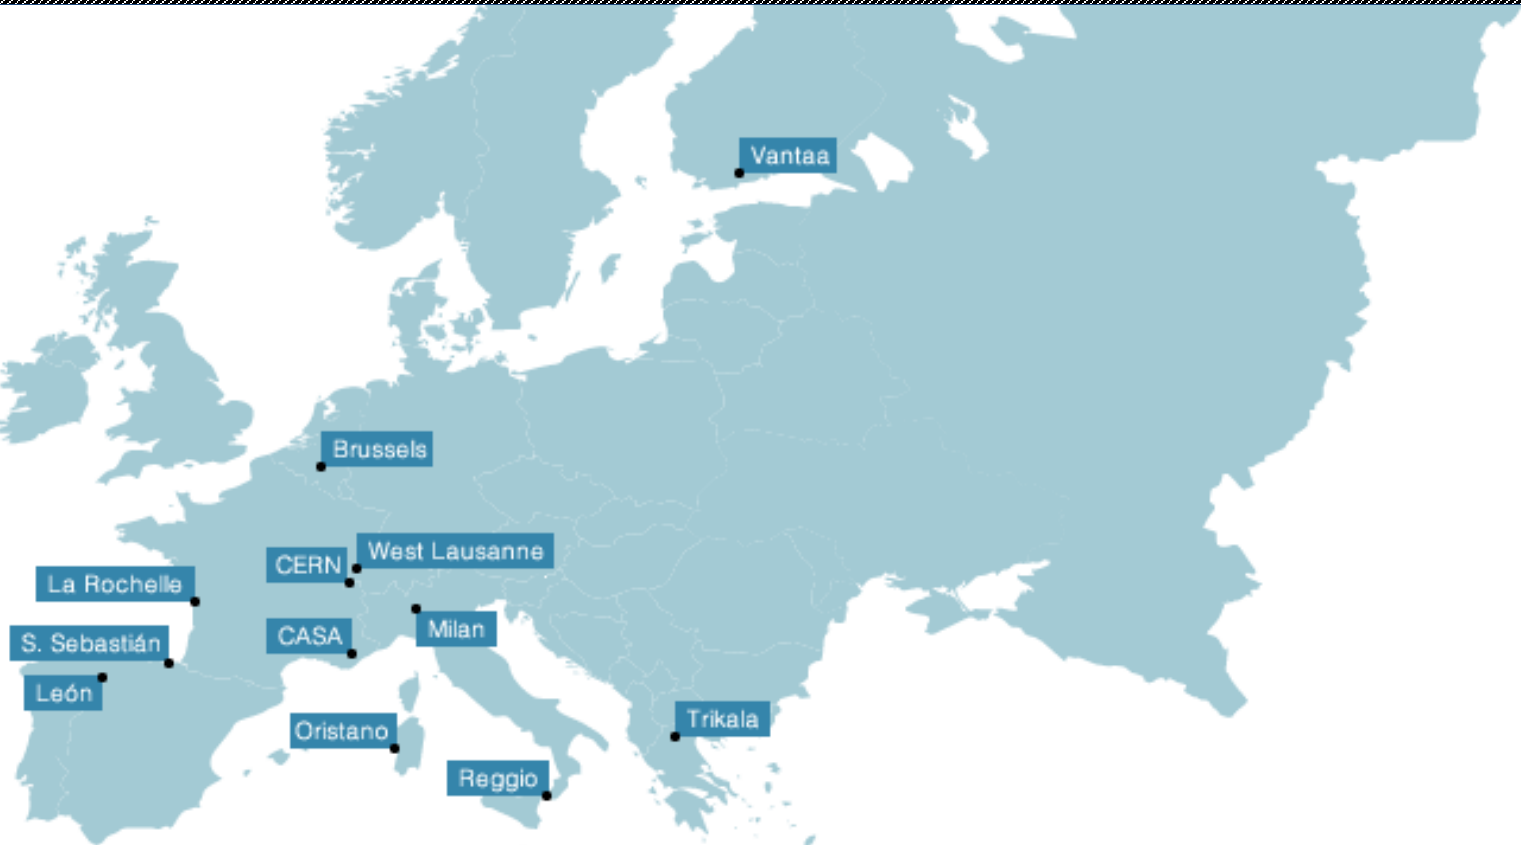 Vantaa
Brussels
West Lausanne
CERN
La Rochelle
Milan
CASA
S. Sebastián
León
Trikala
Oristano
Reggio